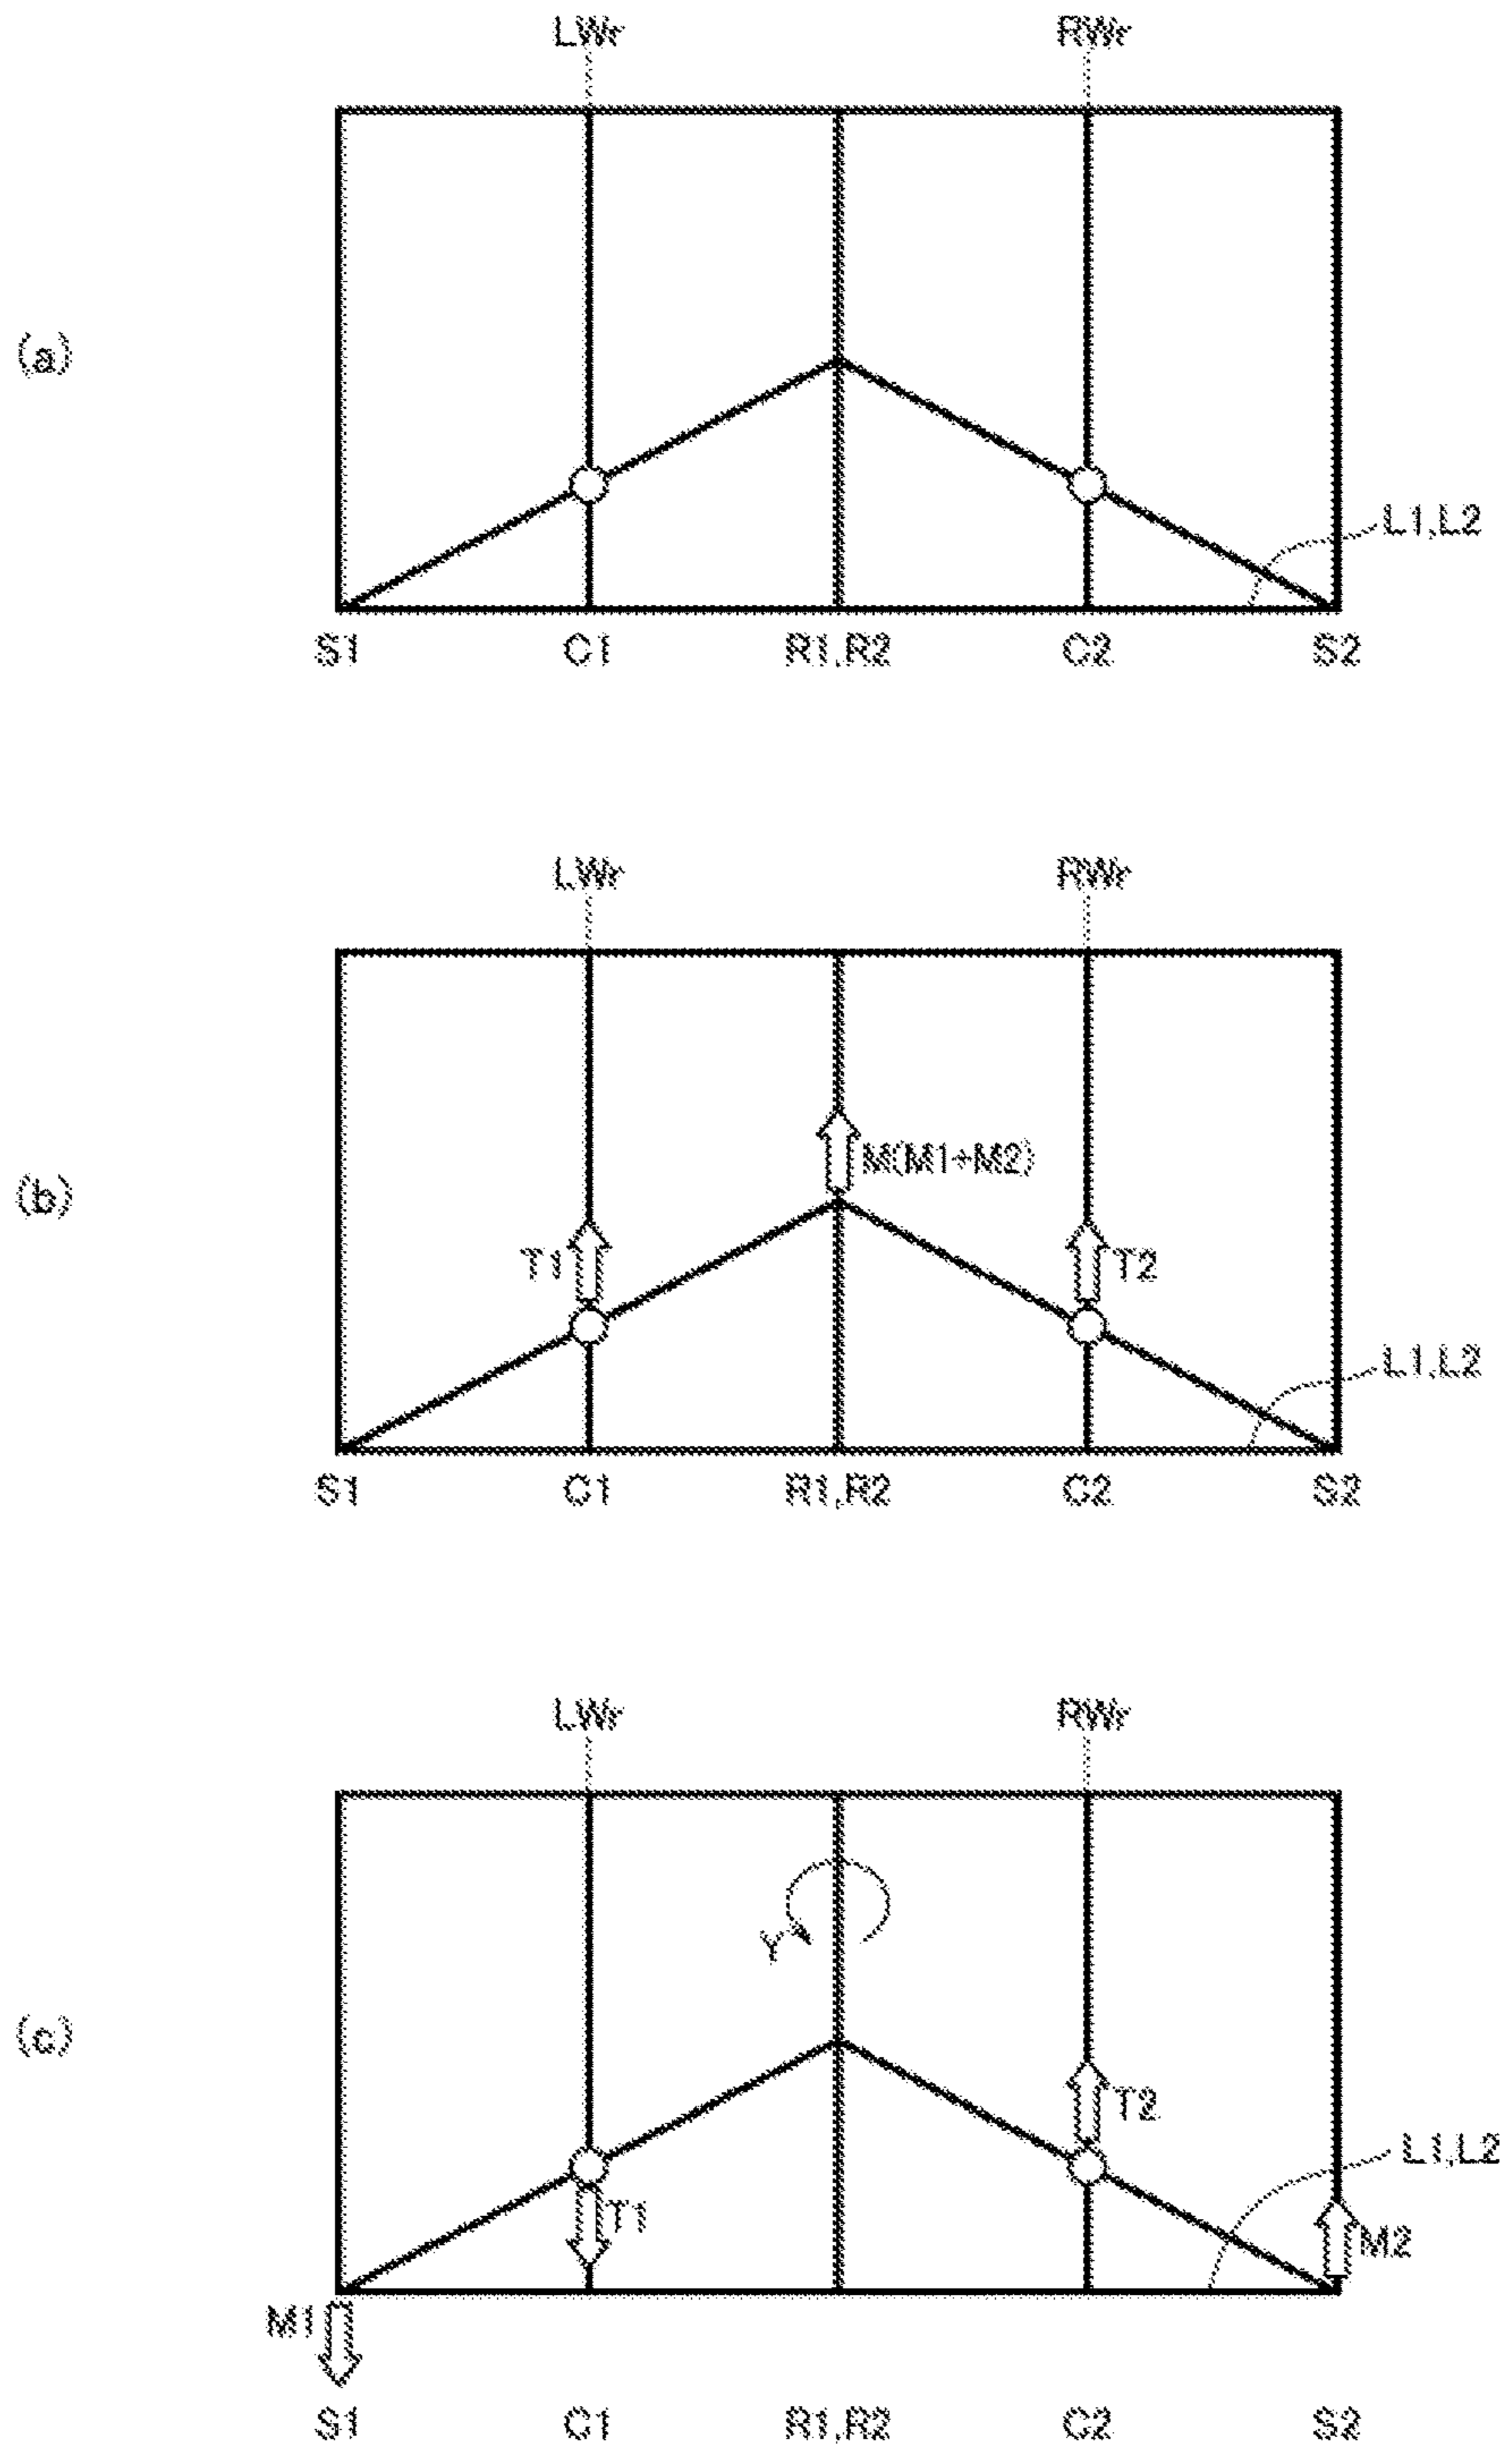 LWr RWr
(a)
L1,L2
S1 C1 R1,R2 C2 S2
LWr RWr
M(M1+M2)
(b)
T1 T2
L1,L2
S1 C1 R1,R2 C2 S2
LWr RWr
Y
(c)
T2
L1,L2
T1
M2
M1
S1 C1 R1,R2 C2 S2